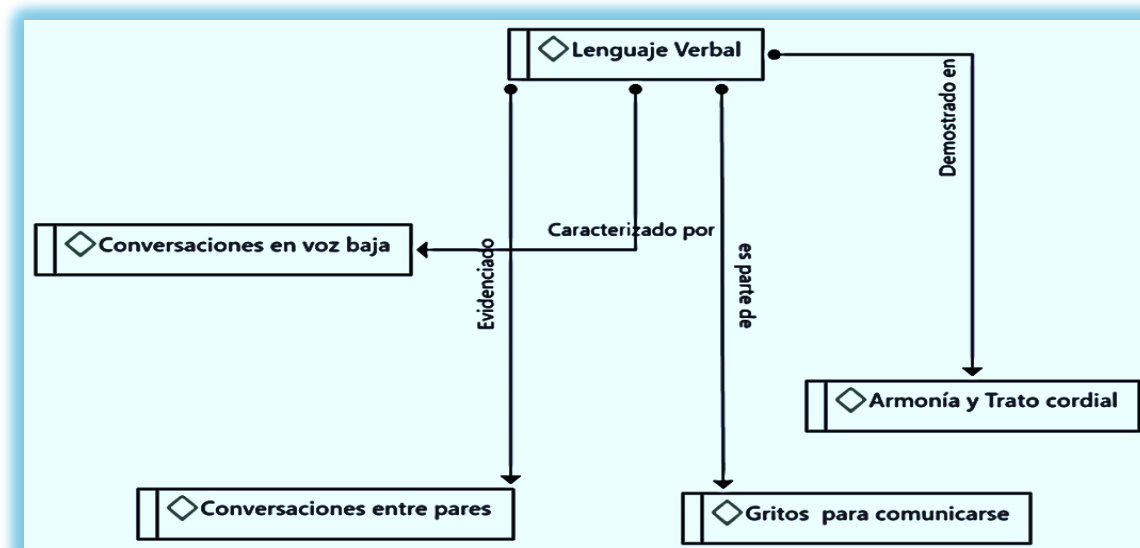 Lenguaje Verbal
Demostrado en
Caracterizado por
Conversaciones en voz baja
Evidenciado
es parte de
Armonía y Trato cordial
Conversaciones entre pares
Gritos para comunicarse